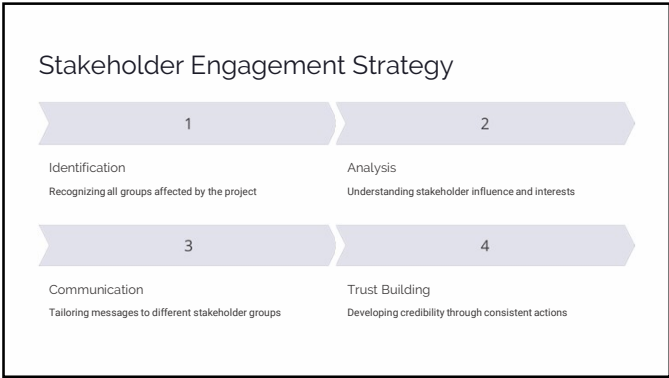 Stakeholder Engagement Strategy
1
2
Identification
Recognizing all groups affected by the project
Analysis
Understanding stakeholder influence and interests
3
4
Communication
Tailoring messages to different stakeholder groups
Trust Building
Developing credibility through consistent actions